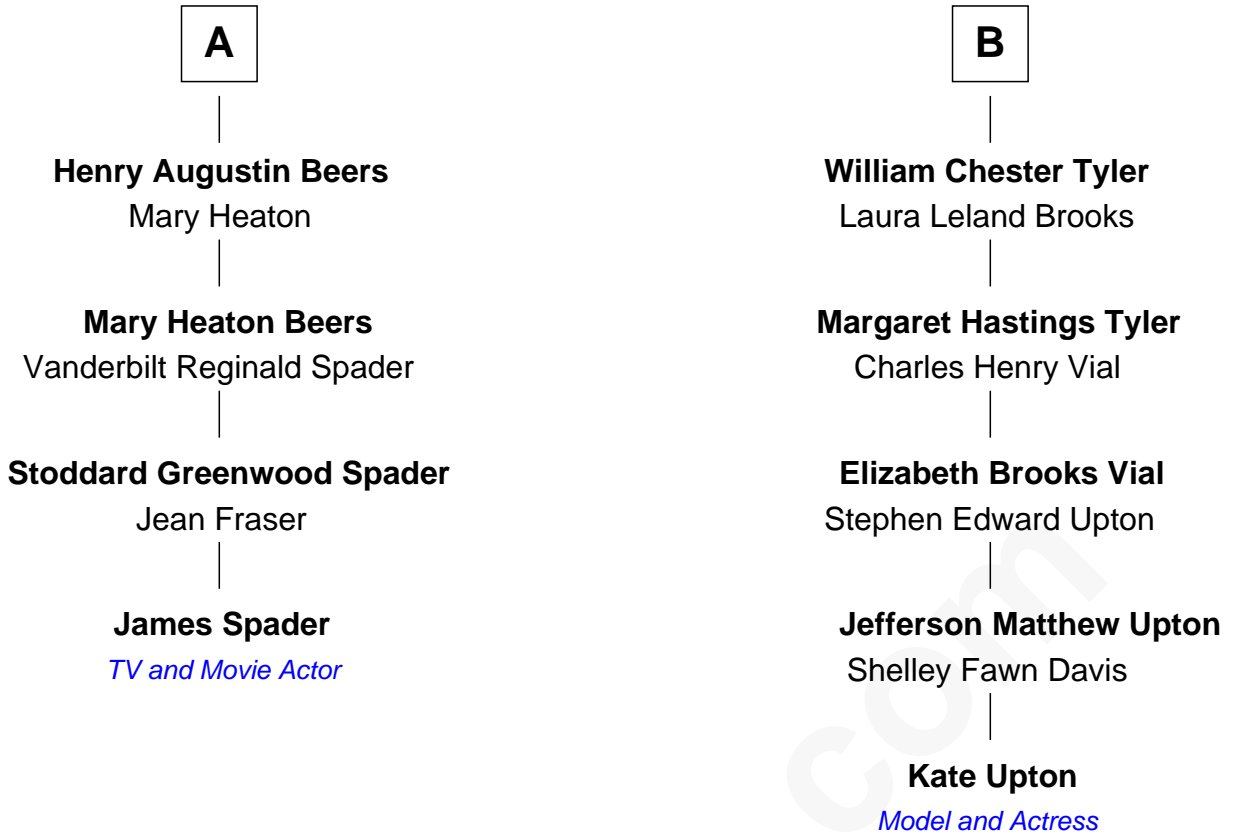 A
Henry Augustin Beers
Mary Heaton
Mary Heaton Beers
Vanderbilt Reginald Spader
Stoddard Greenwood Spader
Jean Fraser
James Spader
TV and Movie Actor
B
William Chester Tyler
Laura Leland Brooks
Margaret Hastings Tyler
Charles Henry Vial
Elizabeth Brooks Vial
Stephen Edward Upton
Jefferson Matthew Upton
Shelley Fawn Davis
Kate Upton
Model and Actress
com